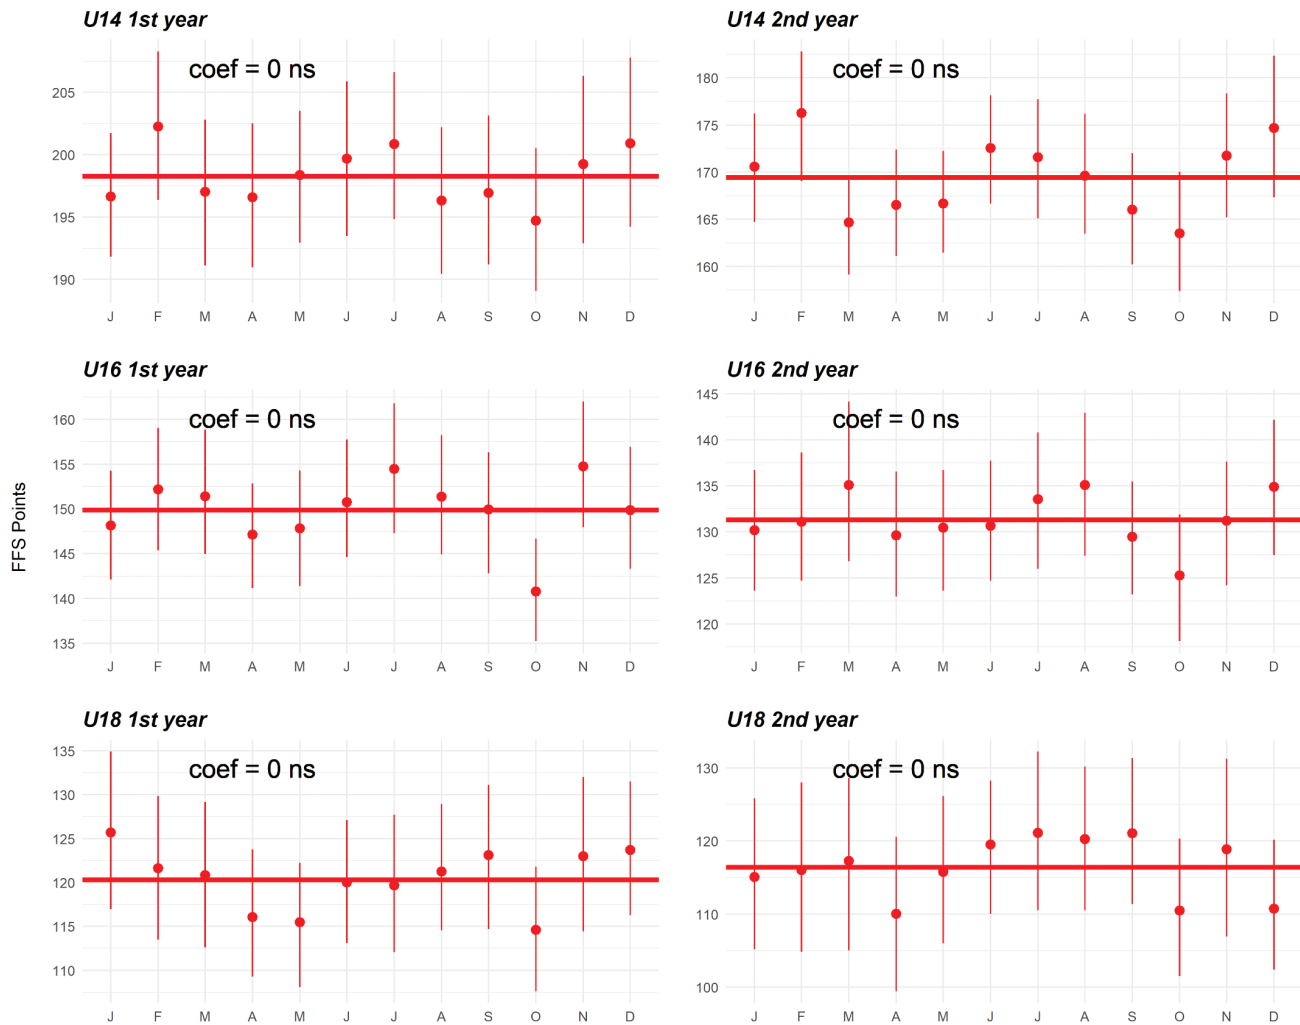 U14 1st year
coef = 0 ns
205
200
195
190
J F M A M J J A S O N D
U14 2nd year
coef = 0 ns
180
175
170
165
160
J F M A M J J A S O N D
FFS Points
U16 1st year
coef = 0 ns
160
155
150
145
140
135
J F M A M J J A S O N D
U16 2nd year
coef = 0 ns
145
140
135
130
125
120
J F M A M J J A S O N D
U18 1st year
coef = 0 ns
135
130
125
120
115
110
J F M A M J J A S O N D
U18 2nd year
coef = 0 ns
130
120
110
100
J F M A M J J A S O N D